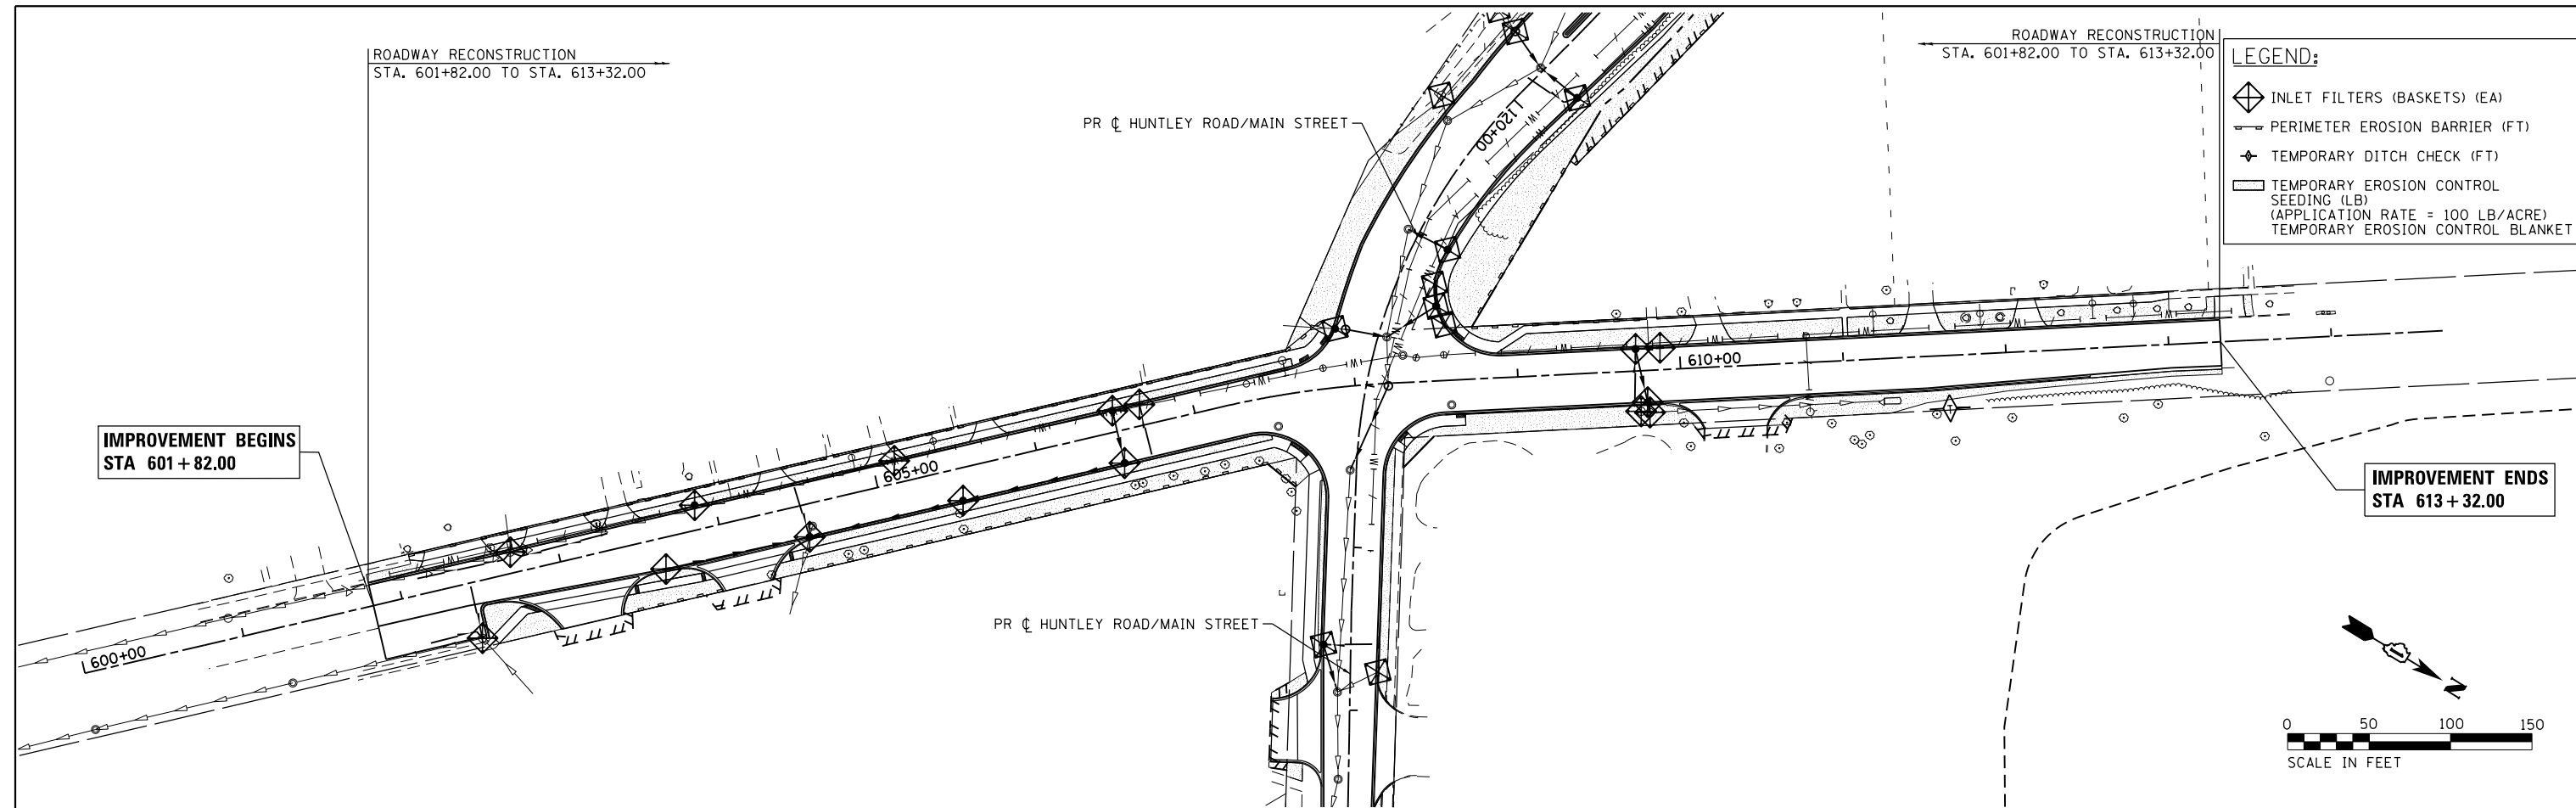 ROADWAY RECONSTRUCTION
STA. 601+82.00 TO STA. 613+32.00
ROADWAY RECONSTRUCTION
STA. 601+82.00 TO STA. 613+32.00
LEGEND:
INLET FILTERS (BASKETS) (EA)
PERIMETER EROSION BARRIER (FT)
TEMPORARY DITCH CHECK (FT)
TEMPORARY EROSION CONTROL
SEEDING (LB)
(APPLICATION RATE = 100 LB/ACRE)
TEMPORARY EROSION CONTROL BLANKET
PR ℄ HUNTLEY ROAD/MAIN STREET
120+00
610+00
IMPROVEMENT BEGINS
STA 601+82.00
605+00
IMPROVEMENT ENDS
STA 613+32.00
600+00
PR ℄ HUNTLEY ROAD/MAIN STREET
N
0 50 100 150
SCALE IN FEET